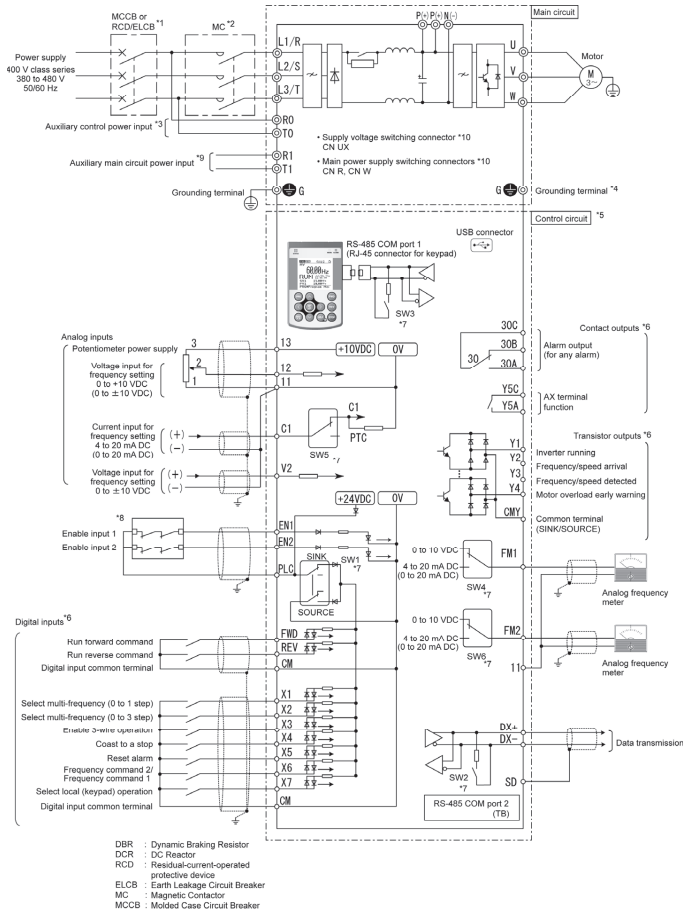 MCCB or
RCD/ELCB *1
MC *2
P(+) P(+) N(-)
Main circuit
Power supply
400 V class series
380 to 480 V
50/60 Hz
L1/R
L2/S
L3/T
U
V
W
Motor
M
3~
Auxiliary control power input *3
R0
T0
Auxiliary main circuit power input *9
R1
T1
• Supply voltage switching connector *10
CN UX
• Main power supply switching connectors *10
CN R, CN W
Grounding terminal
G
G
Grounding terminal *4
Control circuit *5
RS-485 COM port 1
(RJ-45 connector for keypad)
USB connector
60.00Hz
RUN
SW3
*7
Analog inputs
Potentiometer power supply
Voltage input for
frequency setting
0 to +10 VDC
(0 to ±10 VDC)
3
2
1
13
12
11
+10VDC
0V
Current input for
frequency setting
4 to 20 mA DC
(0 to 20 mA DC)
(+)
(-)
C1
C1
PTC
SW5
*7
Voltage input for
frequency setting
0 to ±10 VDC
(+)
(-)
V2
+24VDC
0V
*8
Enable input 1
Enable input 2
EN1
EN2
PLC
SINK
SW1
*7
SOURCE
Digital inputs *6
Run forward command
Run reverse command
Digital input common terminal
FWD
REV
CM
Select multi-frequency (0 to 1 step)
Select multi-frequency (0 to 3 step)
Enable 3-wire operation
Coast to a stop
Reset alarm
Frequency command 2/
Frequency command 1
Select local (keypad) operation
Digital input common terminal
X1
X2
X3
X4
X5
X6
X7
CM
30C
30B
30
30A
Contact outputs *6
Alarm output
(for any alarm)
Y5C
Y5A
AX terminal
function
Transistor outputs *6
Y1
Y2
Y3
Y4
CMY
Inverter running
Frequency/speed arrival
Frequency/speed detected
Motor overload early warning
Common terminal
(SINK/SOURCE)
0 to 10 VDC
4 to 20 mA DC
(0 to 20 mA DC)
SW4
*7
FM1
Analog frequency
meter
0 to 10 VDC
4 to 20 mA DC
(0 to 20 mA DC)
SW6
*7
FM2
11
Analog frequency
meter
DX+
DX-
Data transmission
SD
SW2
*7
RS-485 COM port 2
(TB)
DBR : Dynamic Braking Resistor
DCR : DC Reactor
RCD : Residual-current-operated
protective device
ELCB : Earth Leakage Circuit Breaker
MC : Magnetic Contactor
MCCB : Molded Case Circuit Breaker